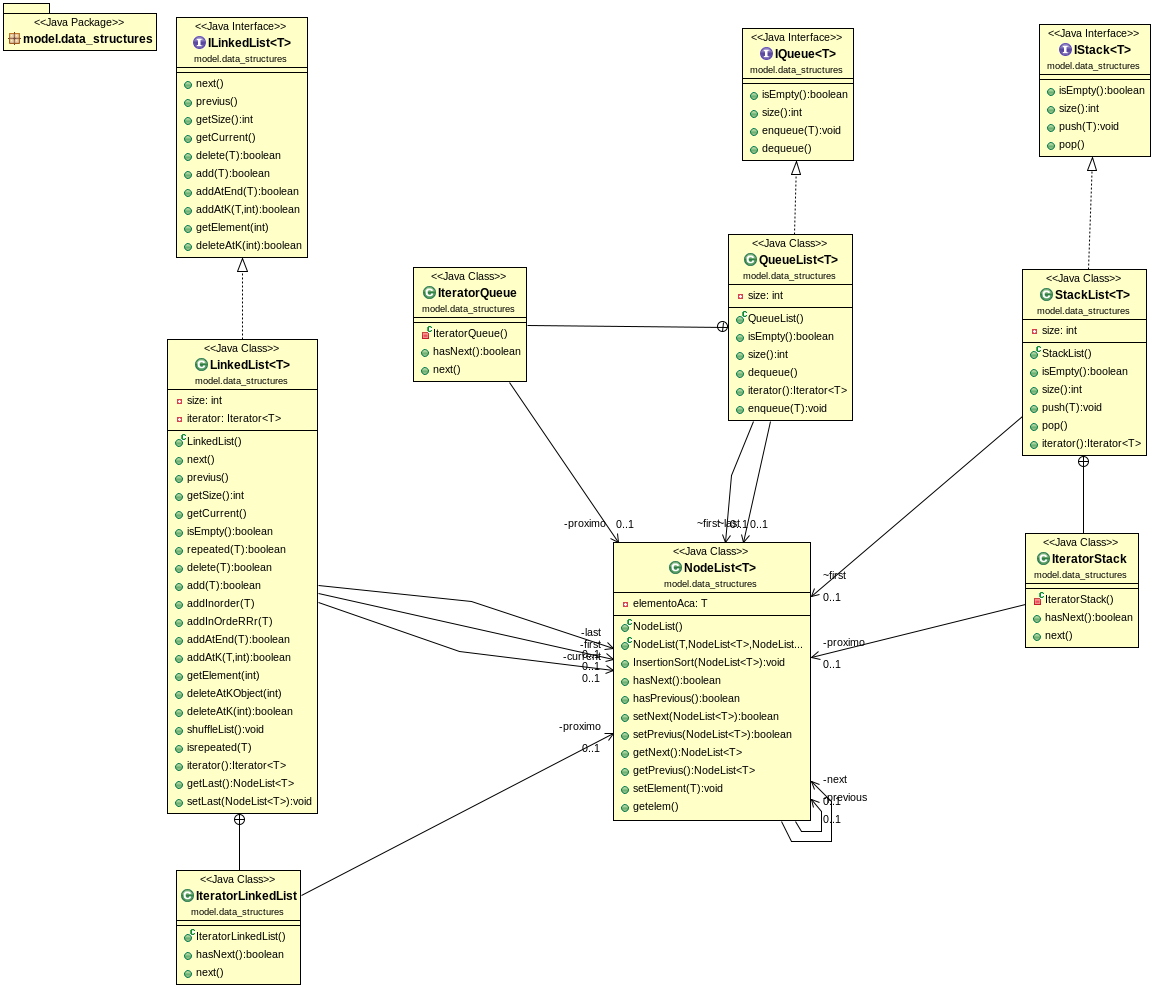 <<Java Package>>
model.data_structures
<<Java Interface>>
ILinkedList<T>
model.data_structures
next()
previus()
getSize():int
getCurrent()
delete(T):boolean
add(T):boolean
addAtEnd(T):boolean
addAtK(T,int):boolean
getElement(int)
deleteAtK(int):boolean
<<Java Interface>>
IQueue<T>
model.data_structures
isEmpty():boolean
size():int
enqueue(T):void
dequeue()
<<Java Interface>>
IStack<T>
model.data_structures
isEmpty():boolean
size():int
push(T):void
pop()
<<Java Class>>
IteratorQueue
model.data_structures
IteratorQueue()
hasNext():boolean
next()
<<Java Class>>
QueueList<T>
model.data_structures
size: int
QueueList()
isEmpty():boolean
size():int
dequeue()
iterator():Iterator<T>
enqueue(T):void
<<Java Class>>
StackList<T>
model.data_structures
size: int
StackList()
isEmpty():boolean
size():int
push(T):void
pop()
iterator():Iterator<T>
<<Java Class>>
LinkedList<T>
model.data_structures
size: int
iterator: Iterator<T>
LinkedList()
next()
previus()
getSize():int
getCurrent()
isEmpty():boolean
repeated(T):boolean
delete(T):boolean
add(T):boolean
addInorder(T)
addInOrdeRRr(T)
addAtEnd(T):boolean
addAtK(T,int):boolean
getElement(int)
deleteAtKObject(int)
deleteAtK(int):boolean
shuffleList():void
isrepeated(T)
iterator():Iterator<T>
getLast():NodeList<T>
setLast(NodeList<T>):void
-proximo 0..1
~first ~last 0..1 0..1
<<Java Class>>
NodeList<T>
model.data_structures
elementoAca: T
NodeList()
NodeList(T,NodeList<T>,NodeList...
InsertionSort(NodeList<T>):void
hasNext():boolean
hasPrevious():boolean
setNext(NodeList<T>):boolean
setPrevius(NodeList<T>):boolean
getNext():NodeList<T>
getPrevius():NodeList<T>
setElement(T):void
getelem()
~first
0..1
-proximo
0..1
<<Java Class>>
IteratorStack
model.data_structures
IteratorStack()
hasNext():boolean
next()
-last
-first
0..1
-current
0..1
0..1
-proximo
0..1
-next
-previous
0..1
0..1
<<Java Class>>
IteratorLinkedList
model.data_structures
IteratorLinkedList()
hasNext():boolean
next()